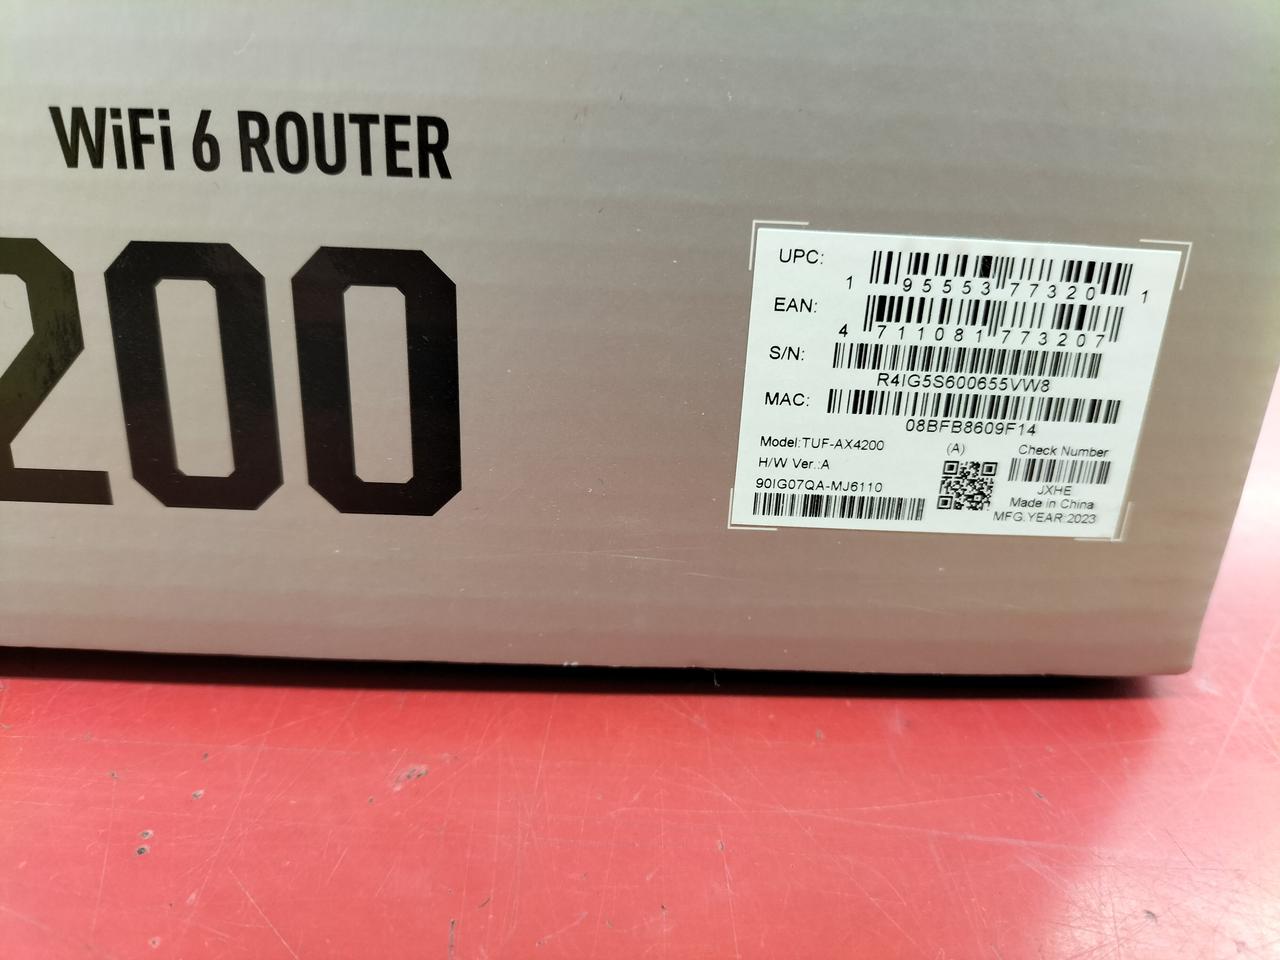 WiFi 6 ROUTER
200
UPC:
1 95553 77320 1
EAN:
4 711081 773207
S/N:
R4IG5S600655VW8
MAC:
08BFB8609F14
Model:TUF-AX4200
(A)
Check Number
H/W Ver.:A
90IG07QA-MJ6110
JXHE
Made in China
MFG.YEAR:2023